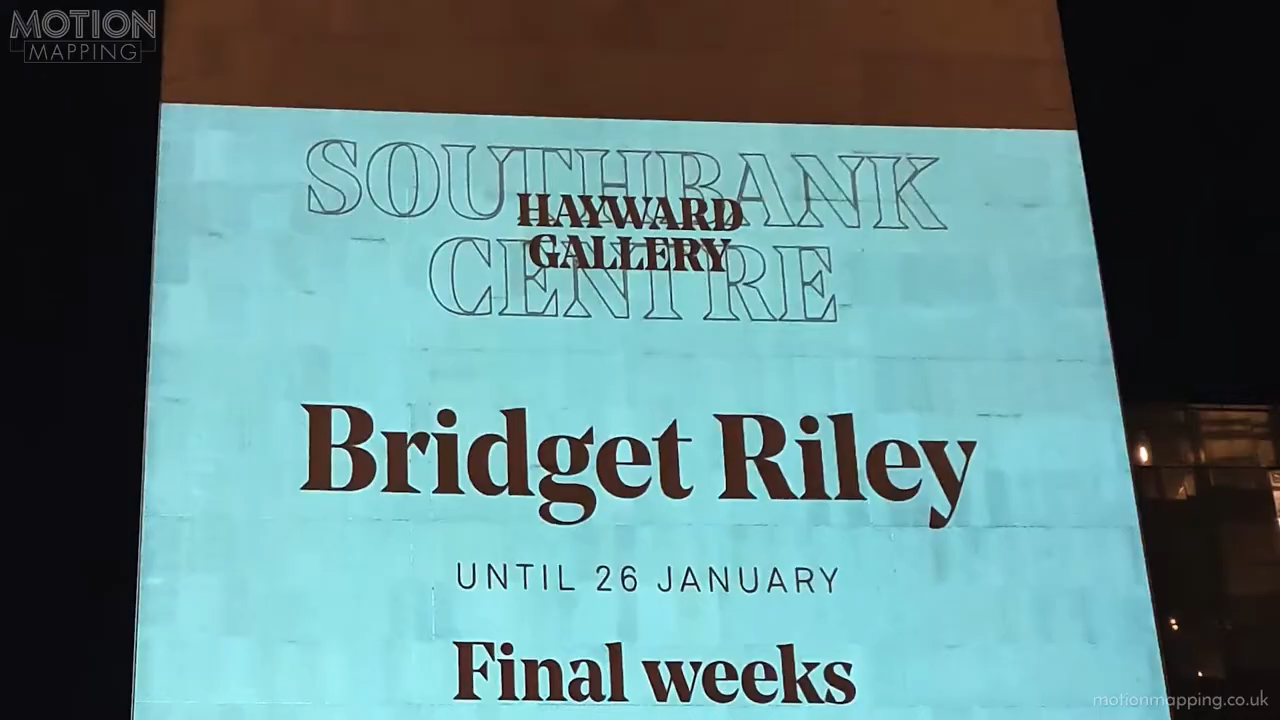 MOTION
MAPPING
SOUTHBANK
HAYWARD
GALLERY
CENTRE
Bridget Riley
UNTIL 26 JANUARY
Final weeks
motionmapping.co.uk